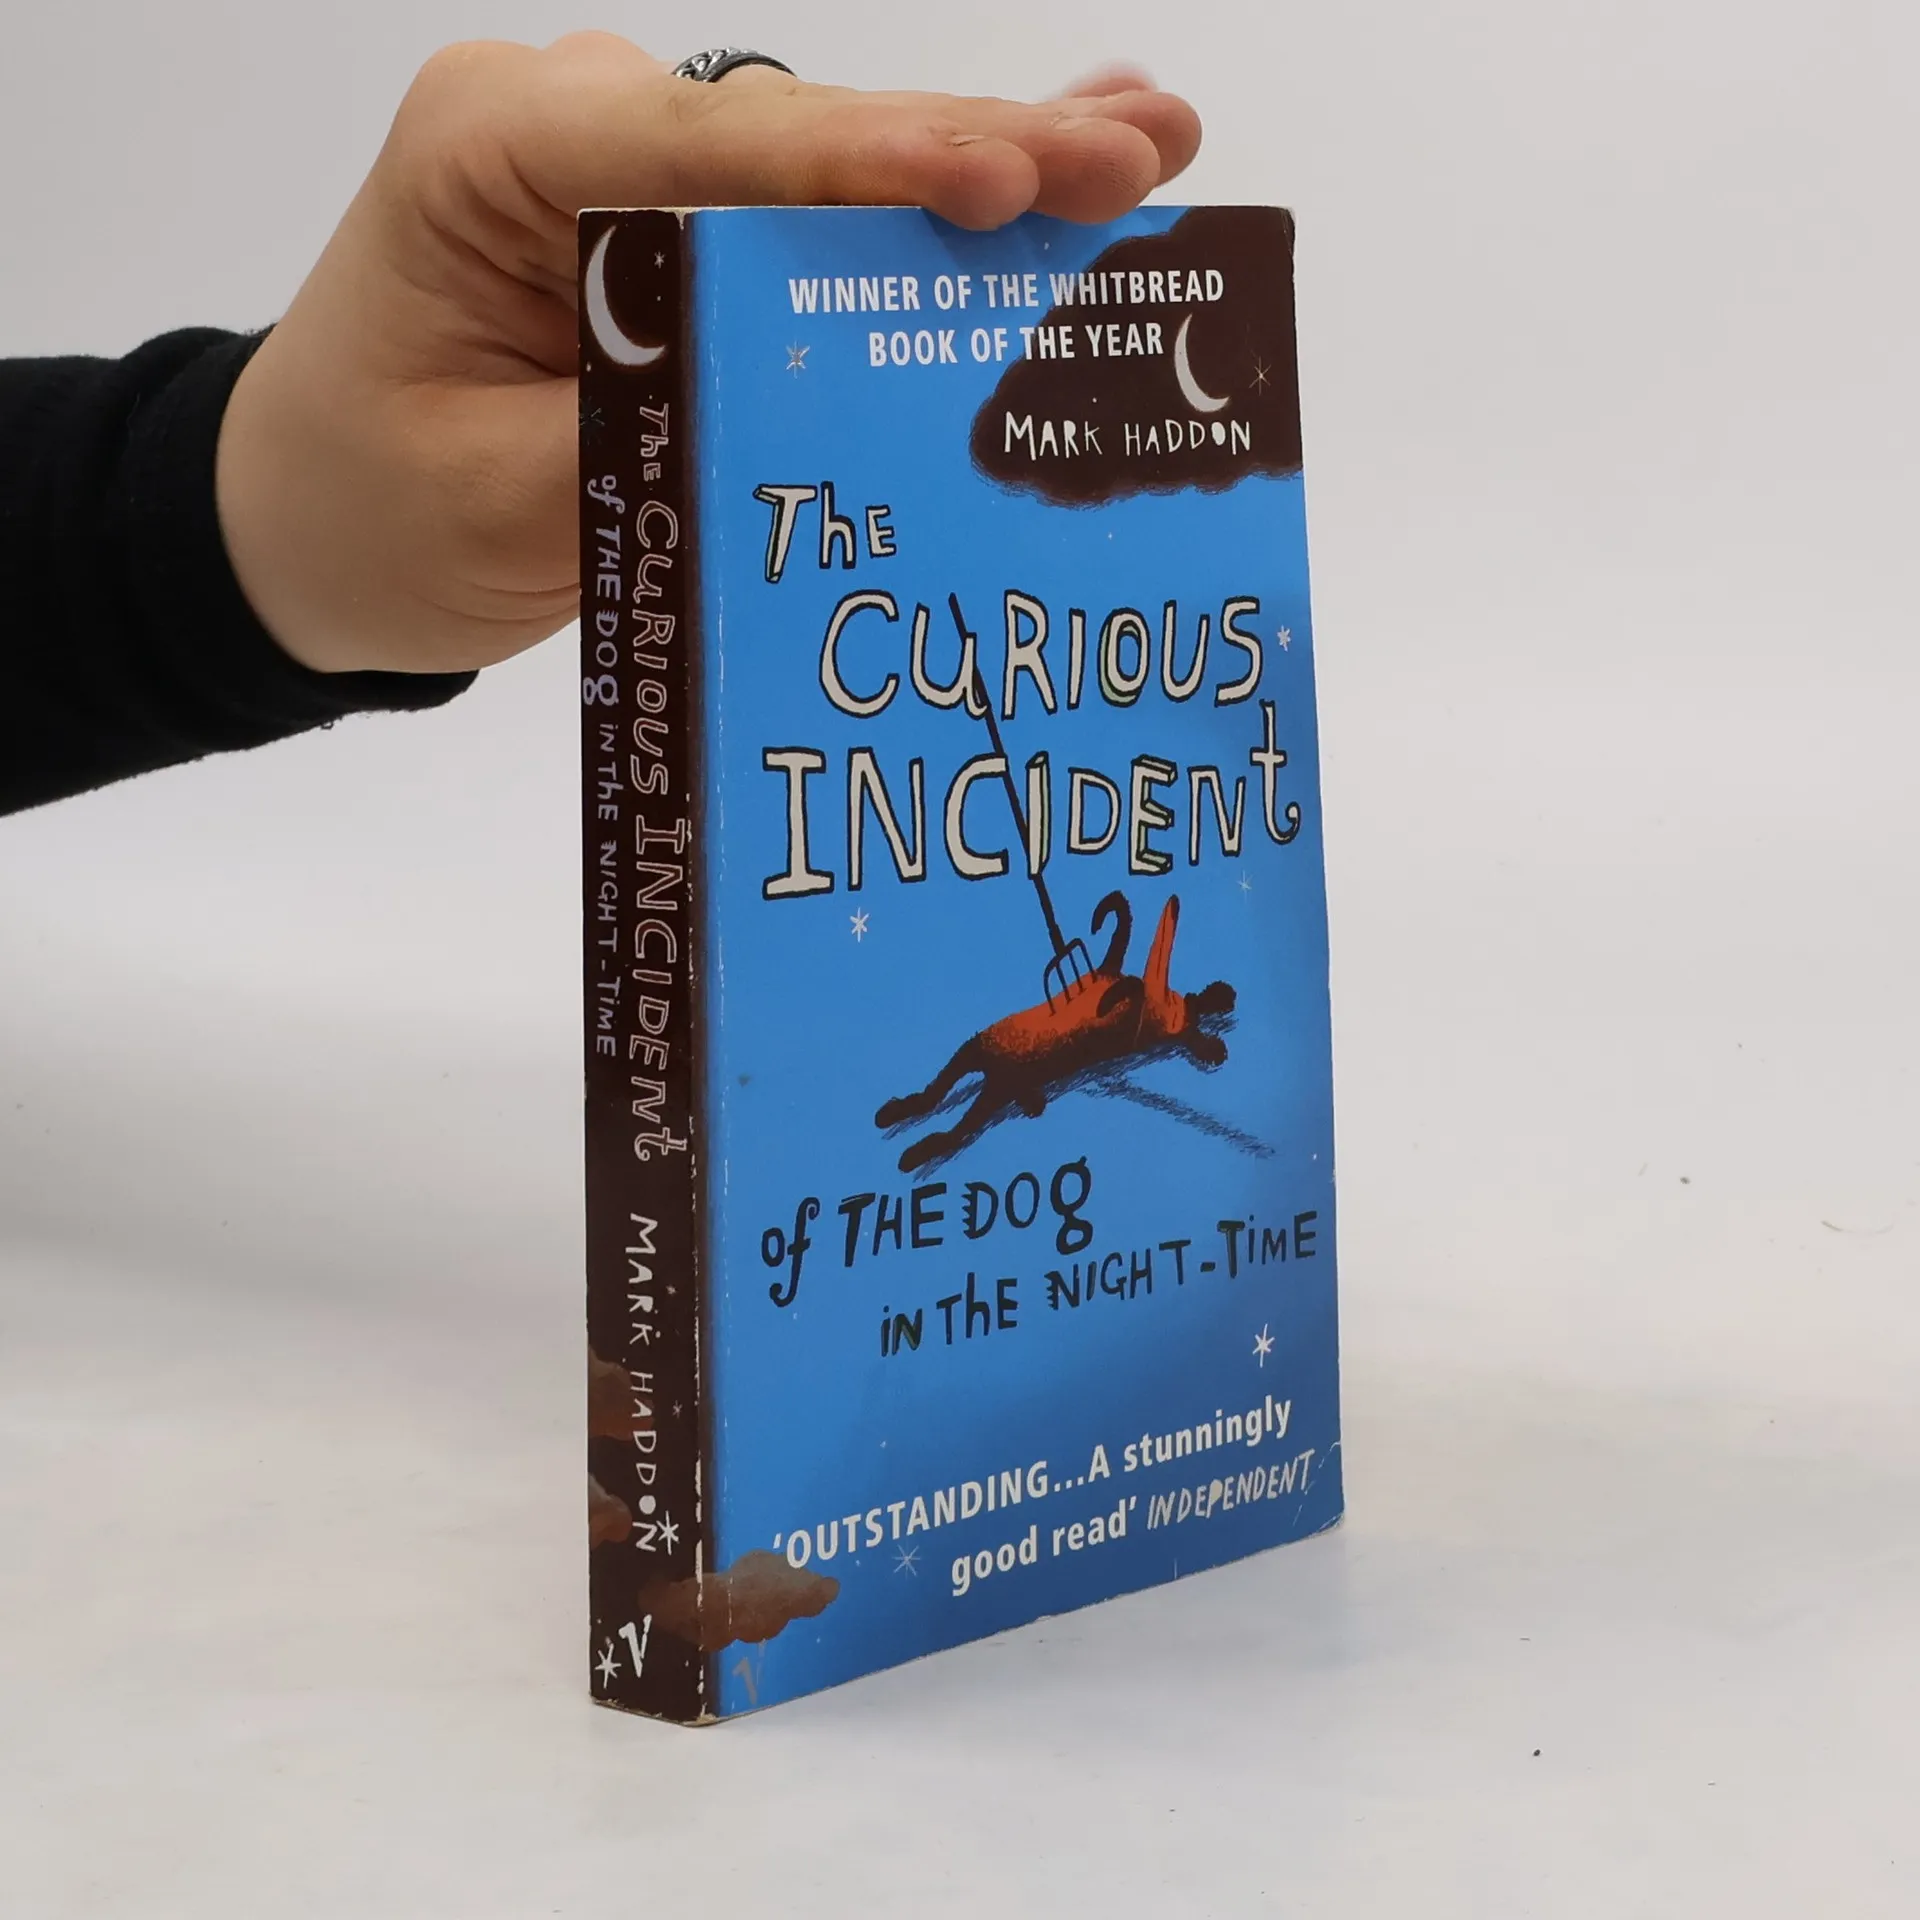 The CURIOUS INCIDENT
of THE DOg in The NIGHT-TiME
MARK HADDON
V
WINNER OF THE WHITBREAD
BOOK OF THE YEAR
MARK HADDON
The
CuRIOUS
INCIDENt
of THE DOg
in ThE NIGHT-TiME
'OUTSTANDING...A stunningly
good read' INDEPENDENT
V